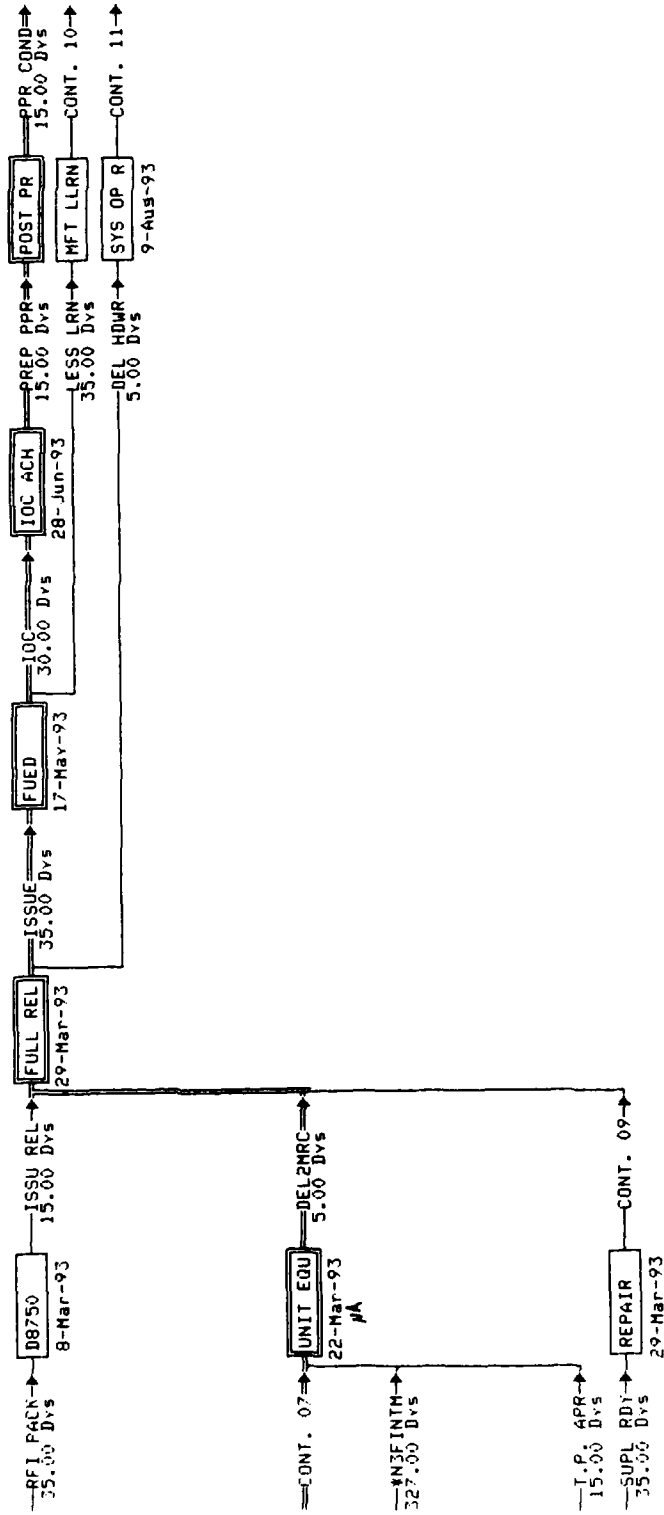 RFI PACK
35.00 Dys
D8750
8-Mar-93
ISSU REL
15.00 Dys
FULL REL
29-Mar-93
ISSUE
35.00 Dys
FUED
17-May-93
IOC
30.00 Dys
IOC ACH
28-Jun-93
PREP PPR
15.00 Dys
POST PR
PPR COND
15.00 Dys
LESS LRN
35.00 Dys
MFT LLRN
CONT. 10
DEL HDWR
5.00 Dys
SYS OP R
9-Aug-93
CONT. 11
CONT. 07
UNIT EQU
22-Mar-93
DEL2MRC
5.00 Dys
*N3FINTM
327.00 Dys
T.P. APR
15.00 Dys
SUPL RDY
35.00 Dys
REPAIR
29-Mar-93
CONT. 09